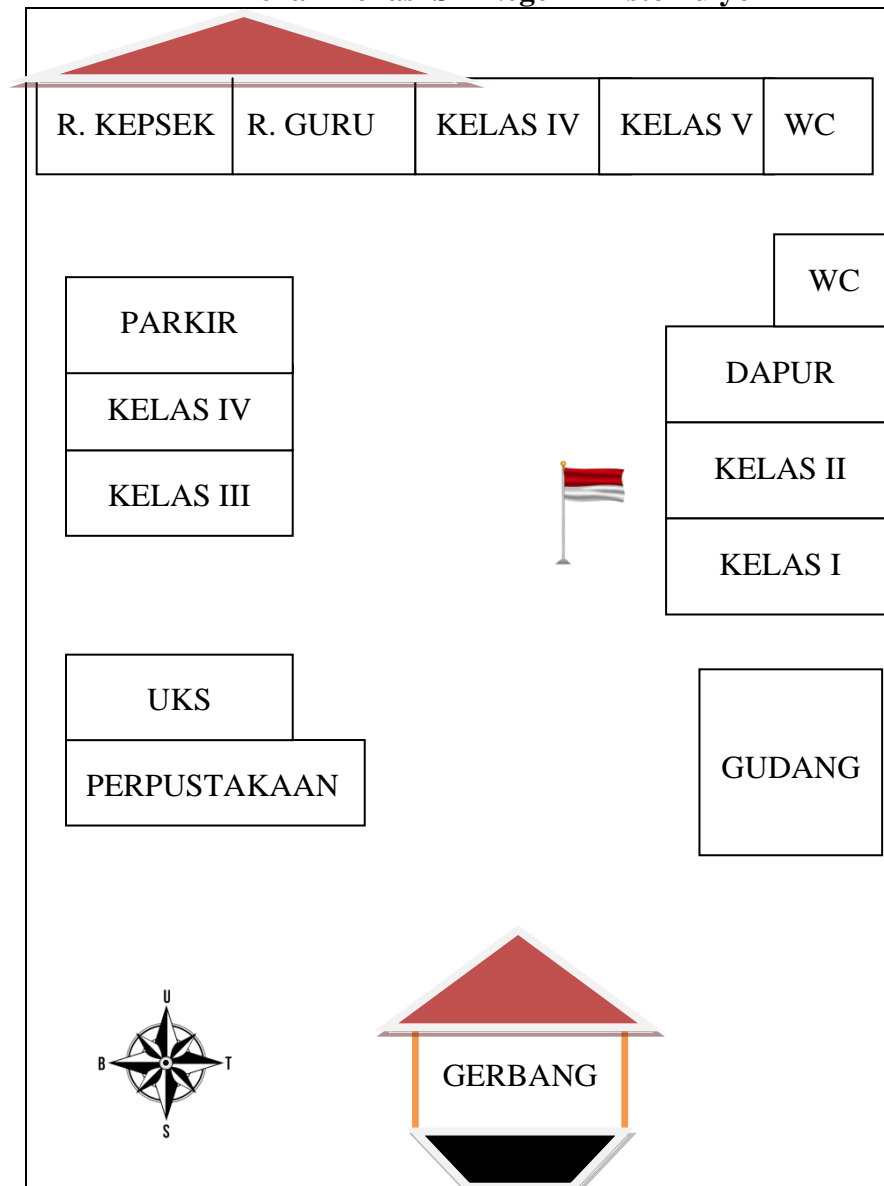 R. KEPSEK R. GURU KELAS IV KELAS V WC
WC
PARKIR
DAPUR
KELAS IV
KELAS II
KELAS III
KELAS I
UKS
PERPUSTAKAAN
GUDANG
U
B T
S
GERBANG